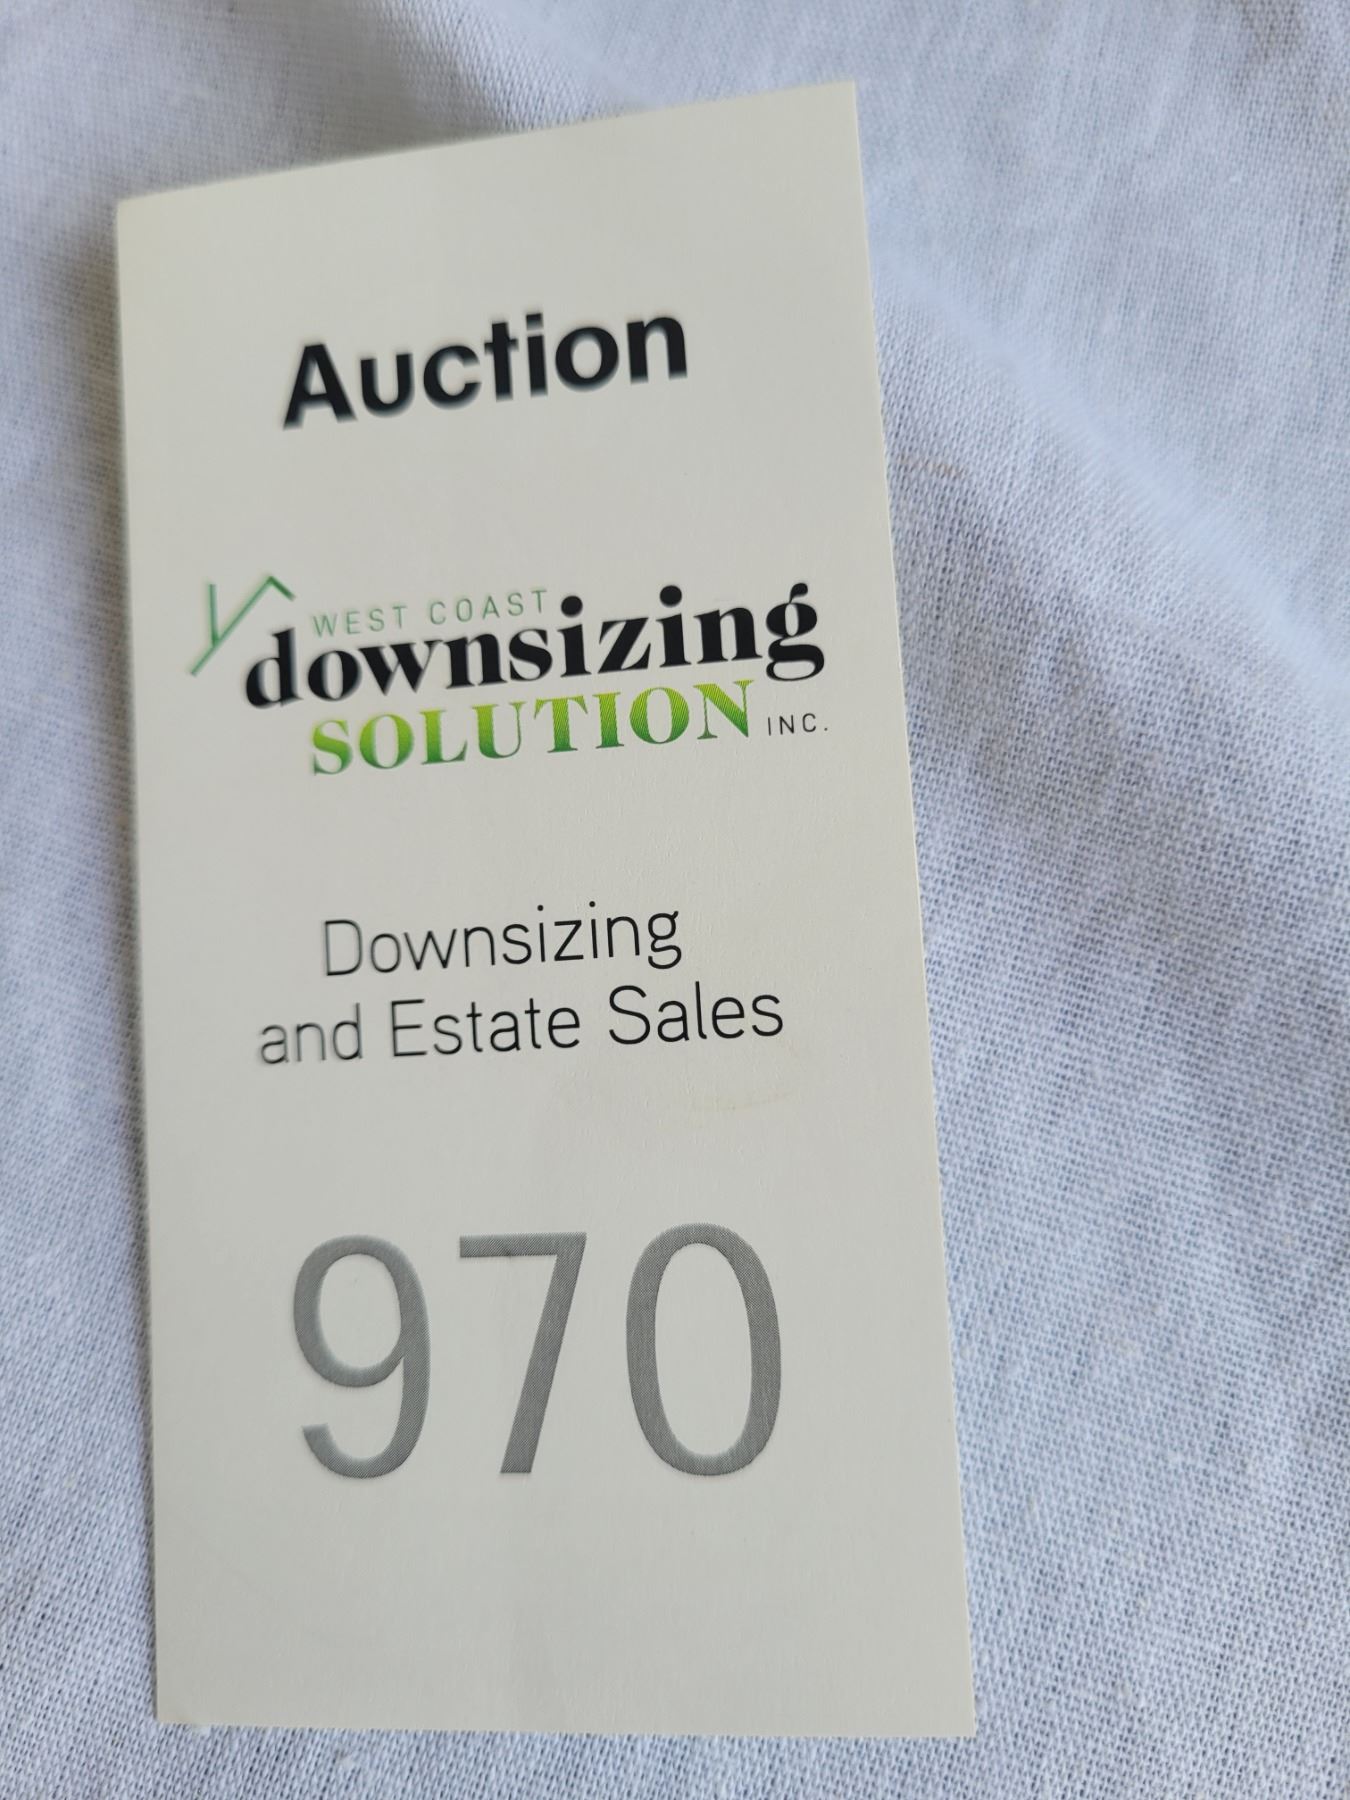 Auction
WEST COAST
downsizing
SOLUTION INC.
Downsizing
and Estate Sales
970